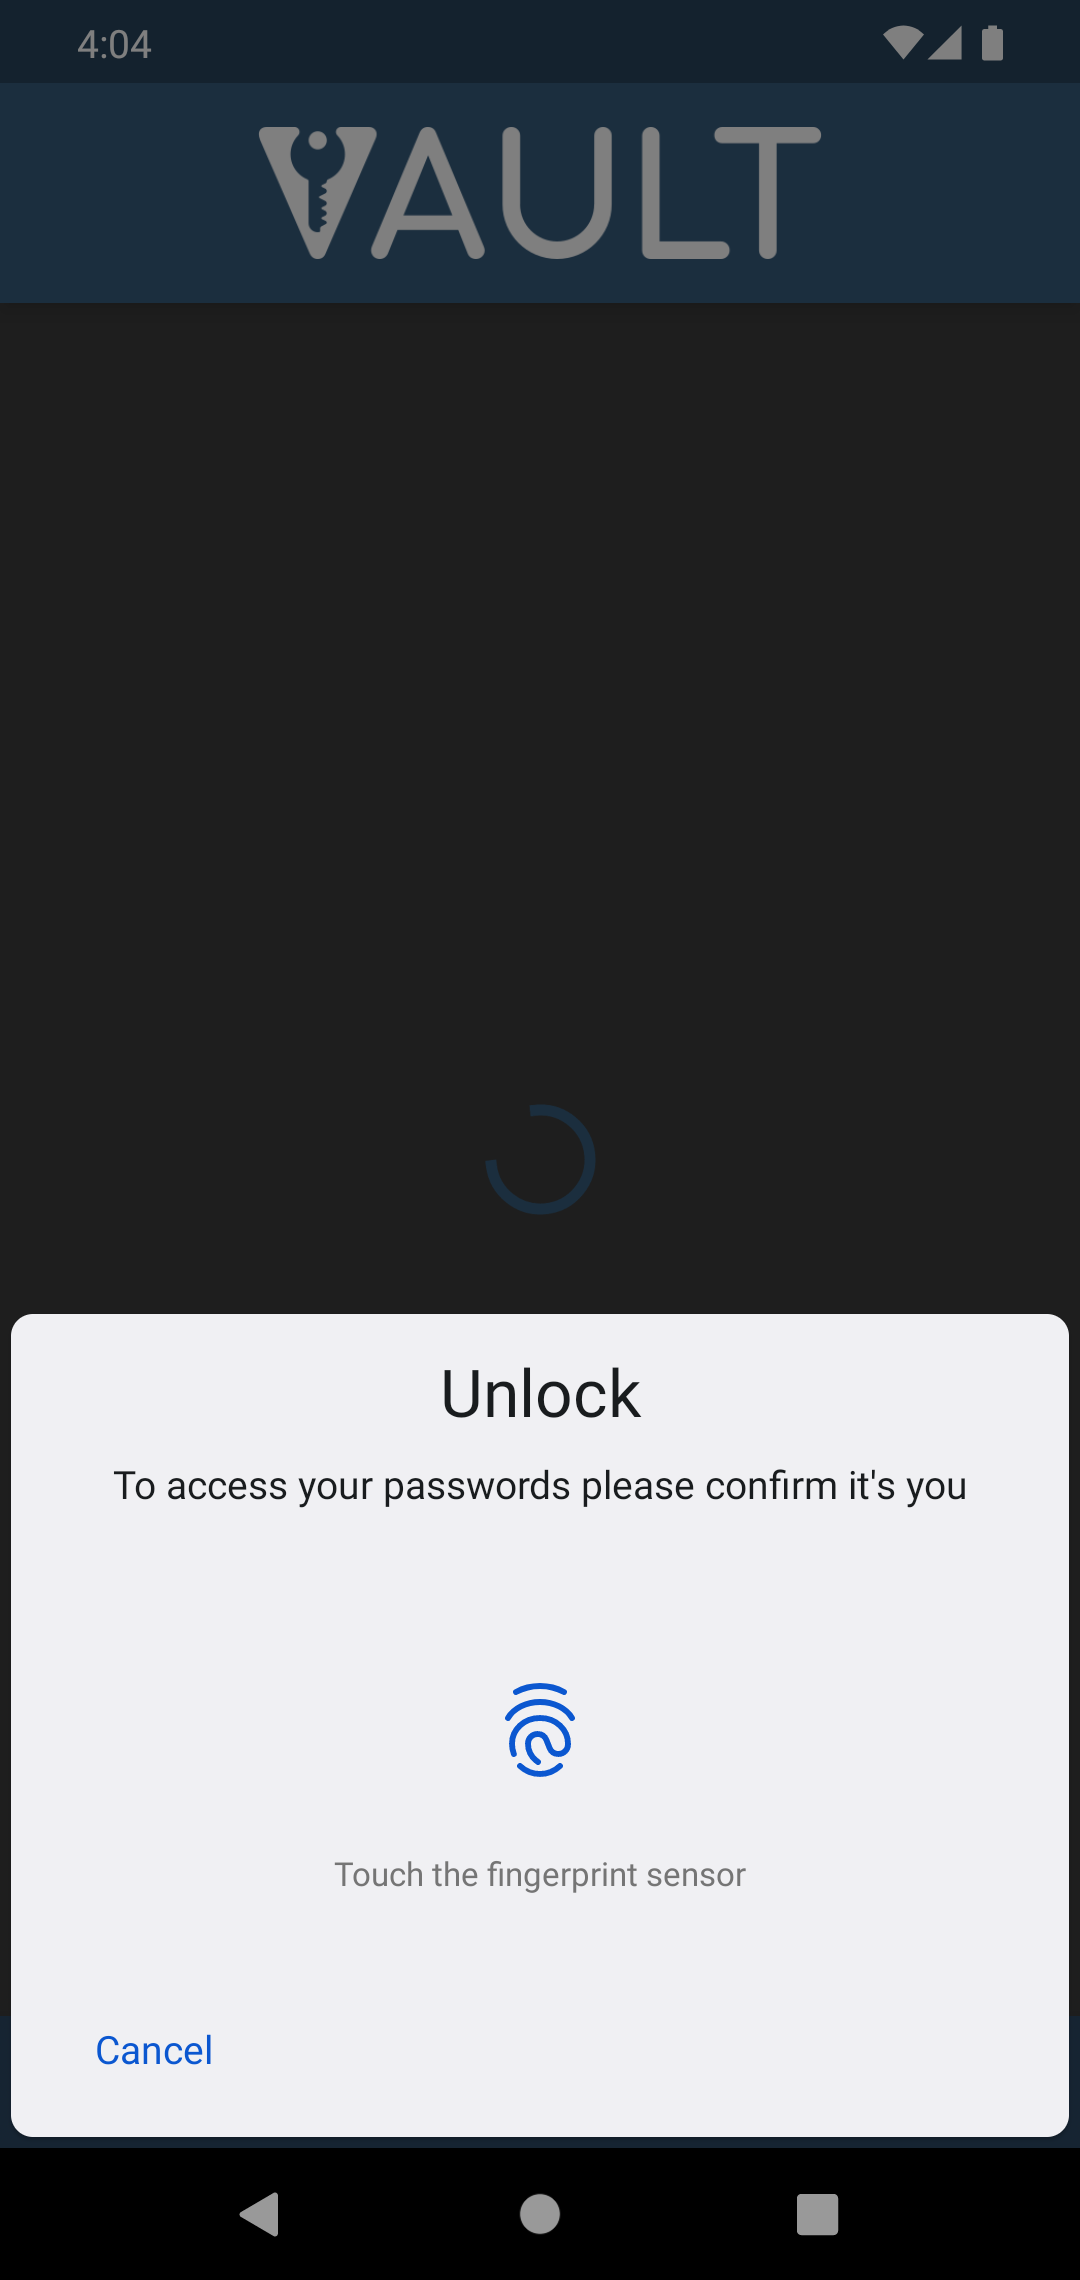 4:04
VAULT
Unlock
To access your passwords please confirm it's you
Touch the fingerprint sensor
Cancel